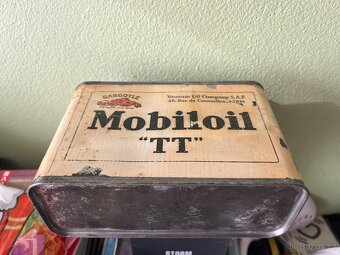 GARGOYLE
Vacuum Oil Company S.A.F.
Mobiloil
"TT"
STORM